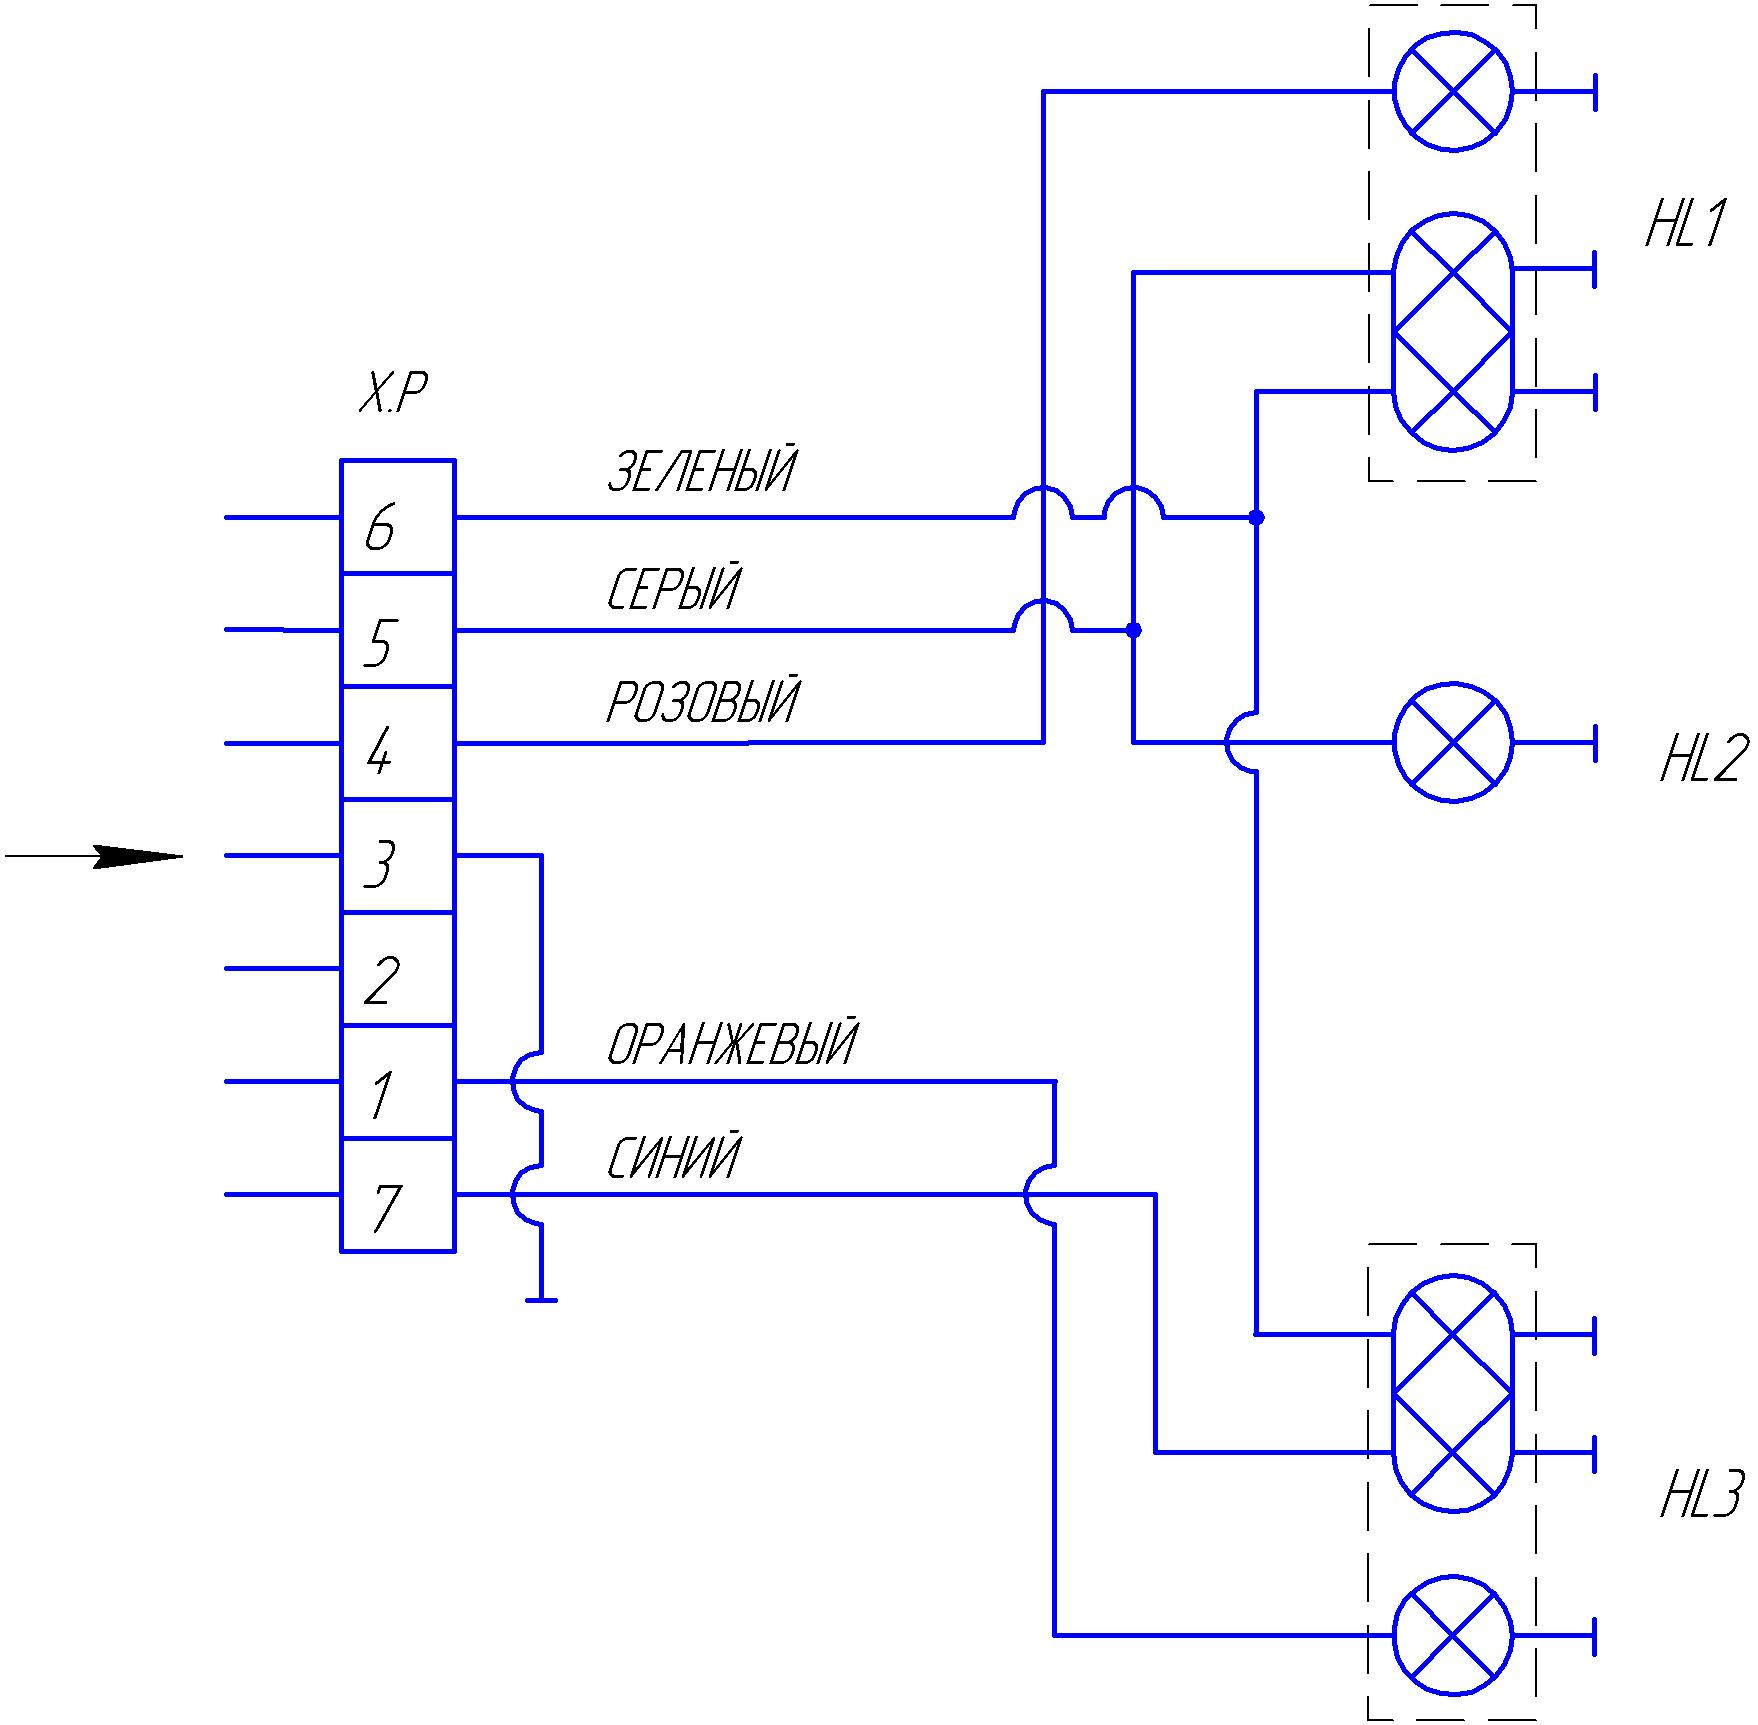 HL1
X.P
ЗЕЛЕНЫЙ
6
СЕРЫЙ
5
РОЗОВЫЙ
4
HL2
3
2
ОРАНЖЕВЫЙ
1
СИНИЙ
7
HL3